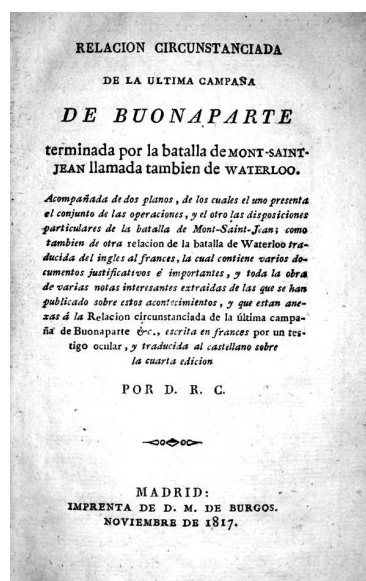 RELACION CIRCUNSTANCIADA
DE LA ULTIMA CAMPAÑA
DE BUONAPARTE
terminada por la batalla de MONT-SAINT-
JEAN llamada tambien de WATERLOO.
Acompañada de dos planos, de los cuales el uno presenta
el conjunto de las operaciones, y el otro las disposiciones
particulares de la batalla de Mont-Saint-Jean; como
tambien de otra relacion de la batalla de Waterloo tra-
ducida del ingles al frances, la cual contiene varios do-
cumentos justificativos é importantes, y toda la obra
de varias notas interesantes extraidas de las que se han
publicado sobre estos acontecimientos, y que estan ane-
xas á la Relacion circunstanciada de la última campa-
ña de Buonaparte &c., escrita en frances por un tes-
tigo ocular, y traducida al castellano sobre
la cuarta edicion
POR D. R. C.
MADRID:
IMPRENTA DE D. M. DE BURGOS.
NOVIEMBRE DE 1817.